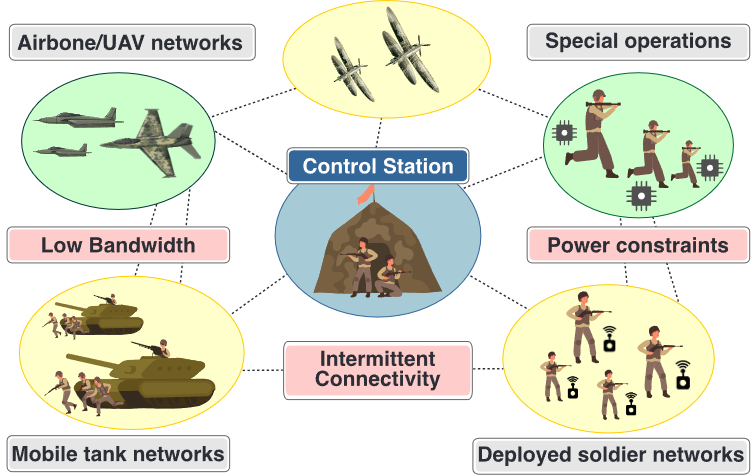 Airbone/UAV networks
Special operations
Control Station
Low Bandwidth
Power constraints
Intermittent
Connectivity
Mobile tank networks
Deployed soldier networks